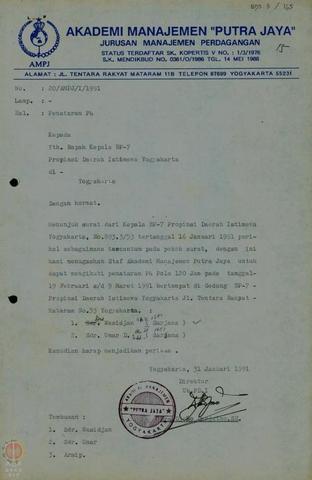 AKADEMI MANAJEMEN "PUTRA JAYA"
JURUSAN MANAJEMEN PERDAGANGAN
STATUS TERDAFTAR SK. KOPERTIS V NO. : 1/3/1976
S.K. MENDIKBUD NO. 0361/O/1986 TGL. 14 MEI 1986
AMPJ
ALAMAT : JL. TENTARA RAKYAT MATARAM 11B TELEPON 87699 YOGYAKARTA 55231
No. : 20/AMPJ/I/1991
Lamp. : -
Hal. : Penataran P4
Kepada
Yth. Bapak Kepala BP-7
Propinsi Daerah Istimewa Yogyakarta
di -
Yogyakarta
Dengan hormat.
Menunjuk surat dari Kepala BP-7 Propinsi Daerah Istimewa
Yogyakarta, No.893.3/53 tertanggal 16 Januari 1991 peri-
hal sebagaimana tercantum pada pokok surat, dengan ini
kami menugaskan Staf Akademi Manajemen Putra Jaya untuk
dapat mengikuti penataran P4 Pola 120 Jam pada tanggal-
19 Februari s/d 9 Maret 1991 bertempat di Gedung BP-7 -
Propinsi Daerah Istimewa Yogyakarta Jl. Tentara Rakyat -
Mataram No.53 Yogyakarta :
1. Sdr. Wasidjan ( Sarjana )
2. Sdr. Umar D. ( Sarjana )
Kemudian harap menjadikan periksa.
Yogyakarta, 31 Januari 1991
Direktur
"PUTRA JAYA"
YOGYAKARTA
Tembusan :
1. Sdr. Wasidjan
2. Sdr. Umar
3. Arsip.